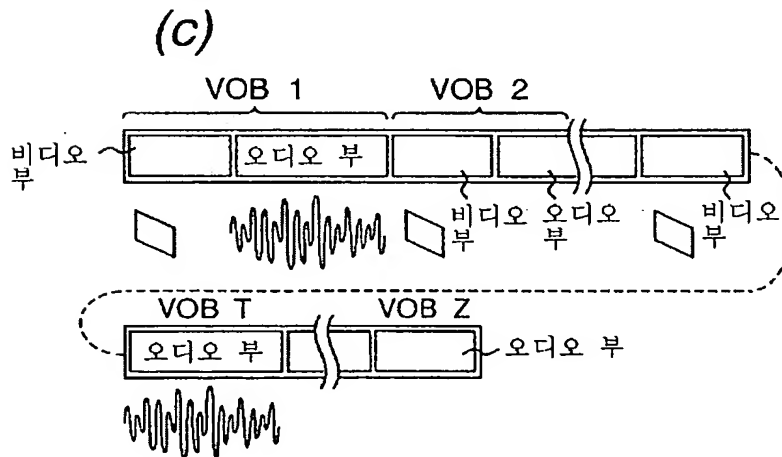 (c)
VOB 1 VOB 2
비디오
부
오디오 부
비디오
부
오디오
부
비디오
부
VOB T VOB Z
오디오 부
오디오 부